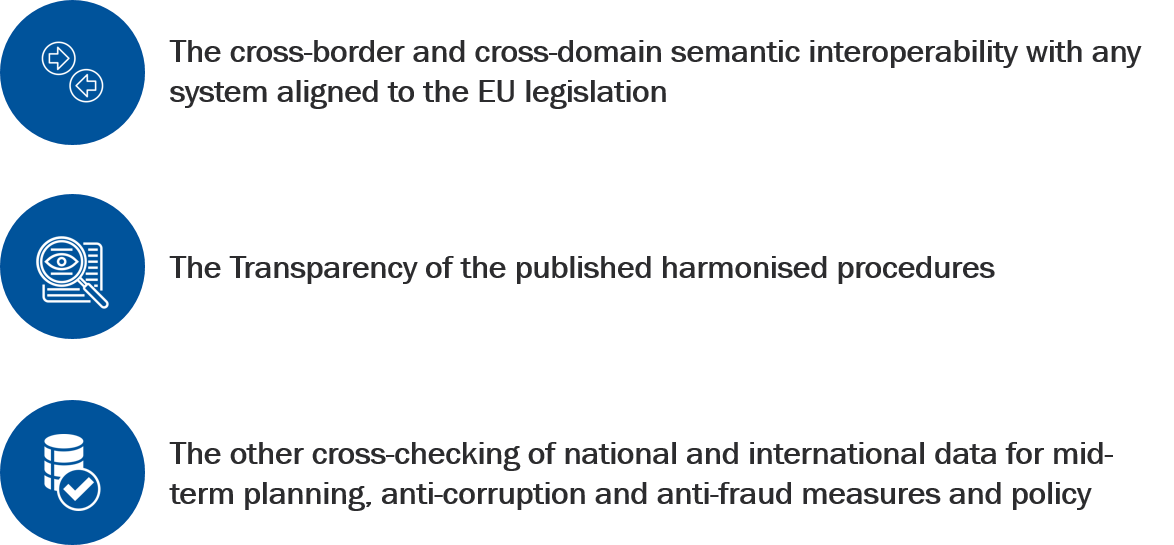 The cross-border and cross-domain semantic interoperability with any
system aligned to the EU legislation
The Transparency of the published harmonised procedures
The other cross-checking of national and international data for mid-
term planning, anti-corruption and anti-fraud measures and policy